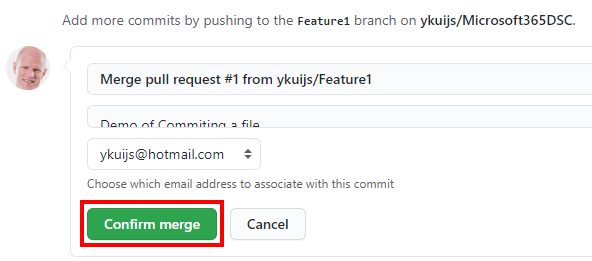 Add more commits by pushing to the Feature1 branch on ykuijs/Microsoft365DSC.
Merge pull request #1 from ykuijs/Feature1
Demo of Commiting a file
ykuijs@hotmail.com
Choose which email address to associate with this commit
Confirm merge Cancel